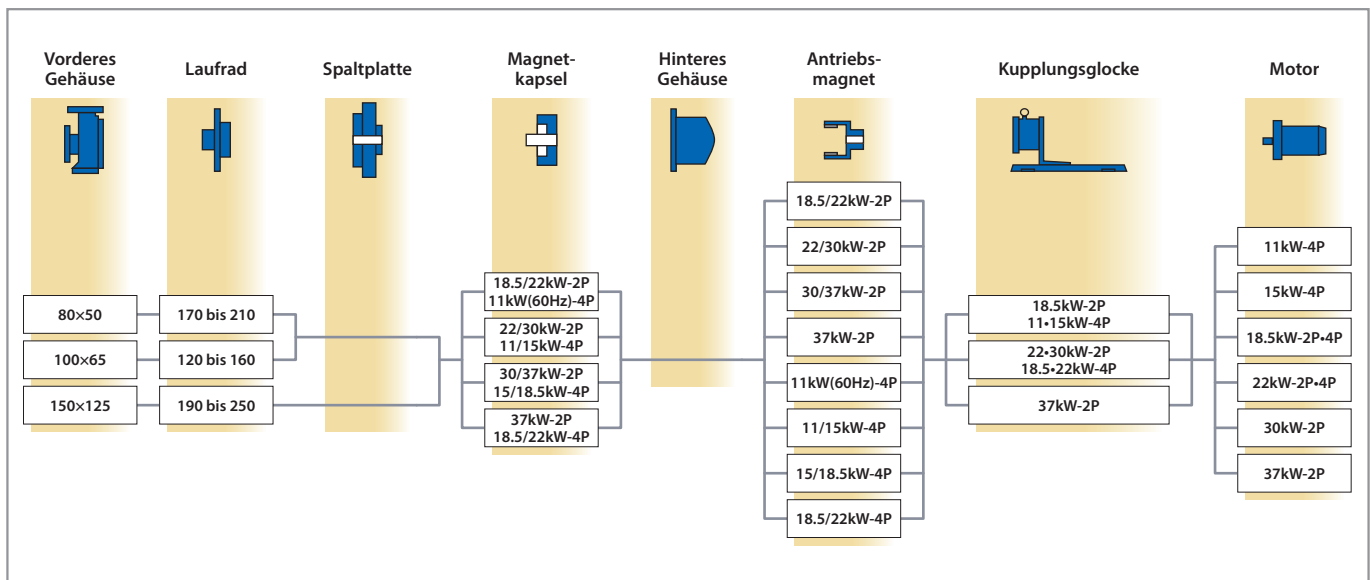 Vorderes
Gehäuse
Laufrad
Spaltplatte
Magnet-
kapsel
Hinteres
Gehäuse
Antriebs-
magnet
Kupplungsglocke
Motor
80×50
100×65
150×125
170 bis 210
120 bis 160
190 bis 250
18.5/22kW-2P
11kW(60Hz)-4P
22/30kW-2P
11/15kW-4P
30/37kW-2P
15/18.5kW-4P
37kW-2P
18.5/22kW-4P
18.5/22kW-2P
22/30kW-2P
30/37kW-2P
37kW-2P
11kW(60Hz)-4P
11/15kW-4P
15/18.5kW-4P
18.5/22kW-4P
18.5kW-2P
11•15kW-4P
22•30kW-2P
18.5•22kW-4P
37kW-2P
11kW-4P
15kW-4P
18.5kW-2P•4P
22kW-2P•4P
30kW-2P
37kW-2P